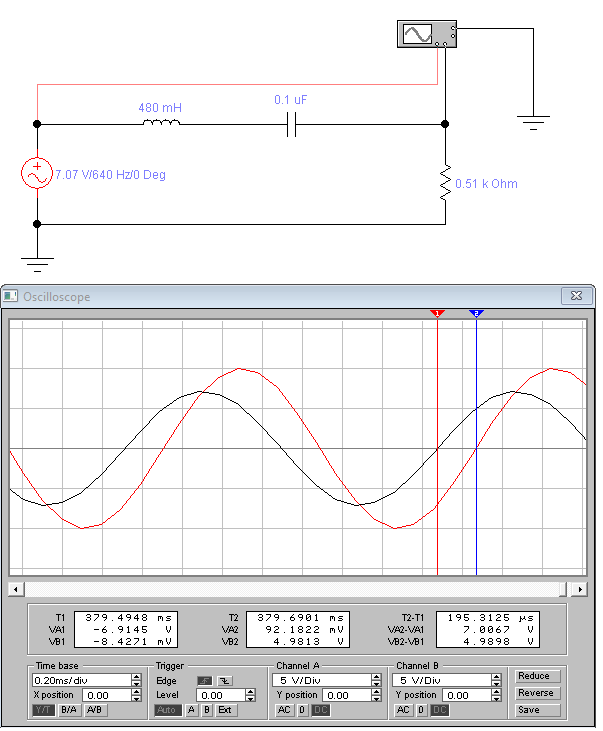 480 mH
0.1 uF
7.07 V/640 Hz/0 Deg
0.51 k Ohm
Oscilloscope
1 2
T1 379.4948 ms T2 379.6901 ms T2-T1 195.3125 µs
VA1 -6.9145 V VA2 92.1822 mV VA2-VA1 7.0067 V
VB1 -8.4271 mV VB2 4.9813 V VB2-VB1 4.9898 V
Time base Trigger Channel A Channel B Reduce
0.20ms/div Edge 5 V/Div 5 V/Div
X position 0.00 Level 0.00 Y position 0.00 Y position 0.00 Reverse
Y/T B/A A/B Auto A B Ext AC 0 DC AC 0 DC Save